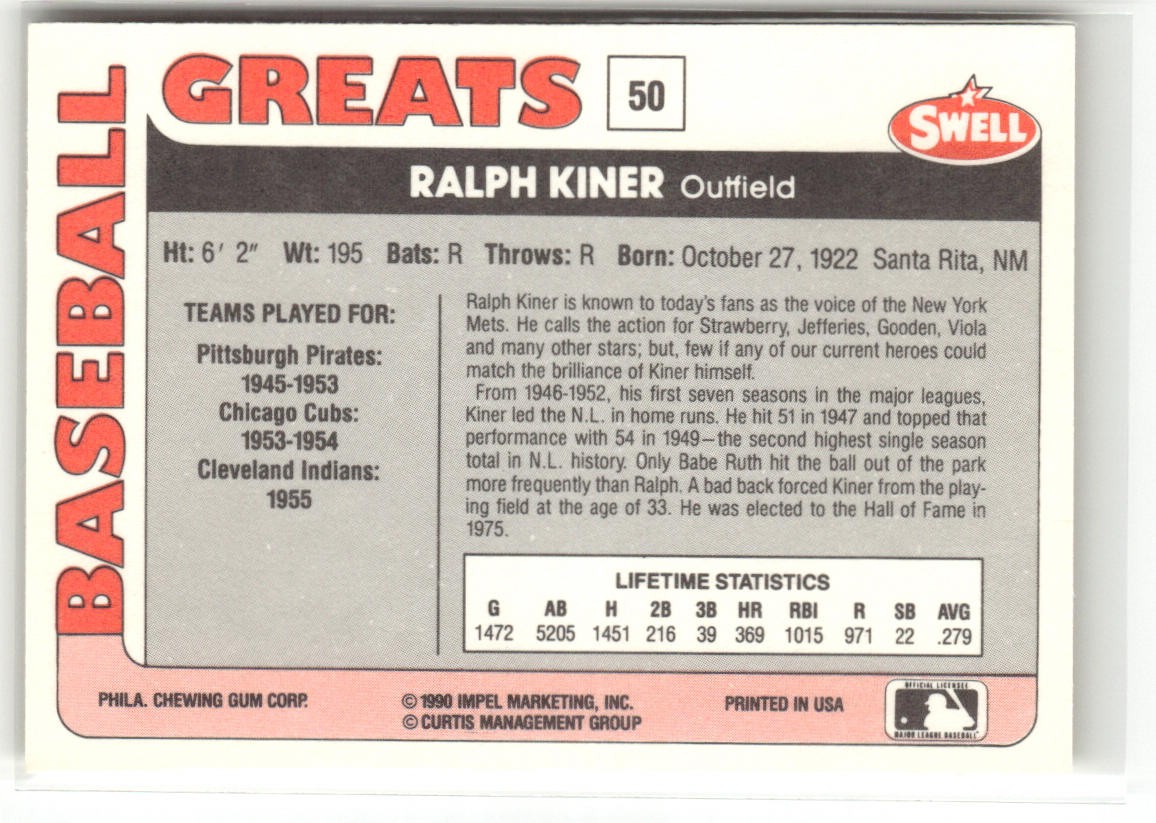 BASEBALL
GREATS
50
SWELL
RALPH KINER Outfield
Ht: 6' 2" Wt: 195 Bats: R Throws: R Born: October 27, 1922 Santa Rita, NM
TEAMS PLAYED FOR:
Pittsburgh Pirates:
1945-1953
Chicago Cubs:
1953-1954
Cleveland Indians:
1955
Ralph Kiner is known to today's fans as the voice of the New York
Mets. He calls the action for Strawberry, Jefferies, Gooden, Viola
and many other stars; but, few if any of our current heroes could
match the brilliance of Kiner himself.
From 1946-1952, his first seven seasons in the major leagues,
Kiner led the N.L. in home runs. He hit 51 in 1947 and topped that
performance with 54 in 1949—the second highest single season
total in N.L. history. Only Babe Ruth hit the ball out of the park
more frequently than Ralph. A bad back forced Kiner from the play-
ing field at the age of 33. He was elected to the Hall of Fame in
1975.
LIFETIME STATISTICS
G AB H 2B 3B HR RBI R SB AVG
1472 5205 1451 216 39 369 1015 971 22 .279
PHILA. CHEWING GUM CORP.
© 1990 IMPEL MARKETING, INC.
© CURTIS MANAGEMENT GROUP
PRINTED IN USA
OFFICIAL LICENSEE
MAJOR LEAGUE BASEBALL